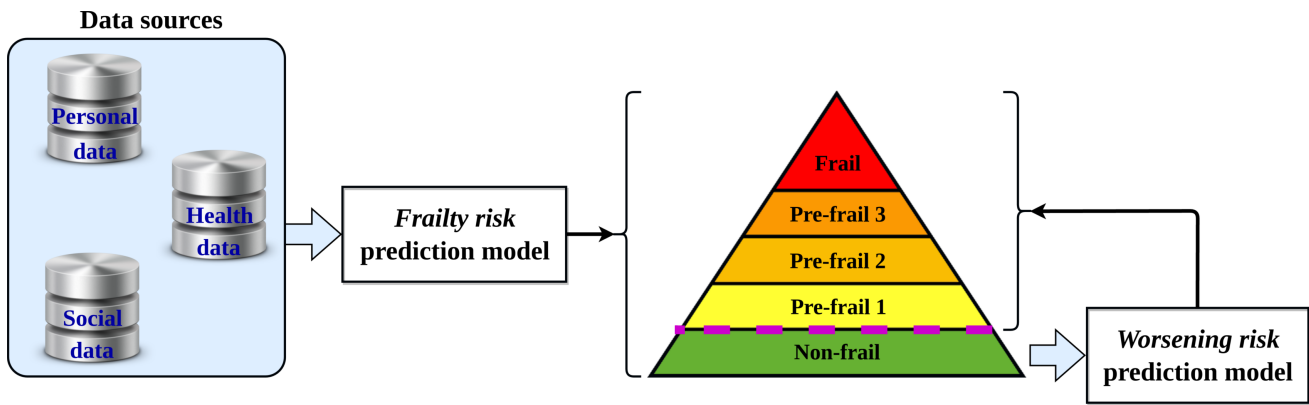 Data sources
Personal
data
Health
data
Social
data
Frailty risk
prediction model
Frail
Pre-frail 3
Pre-frail 2
Pre-frail 1
Non-frail
Worsening risk
prediction model